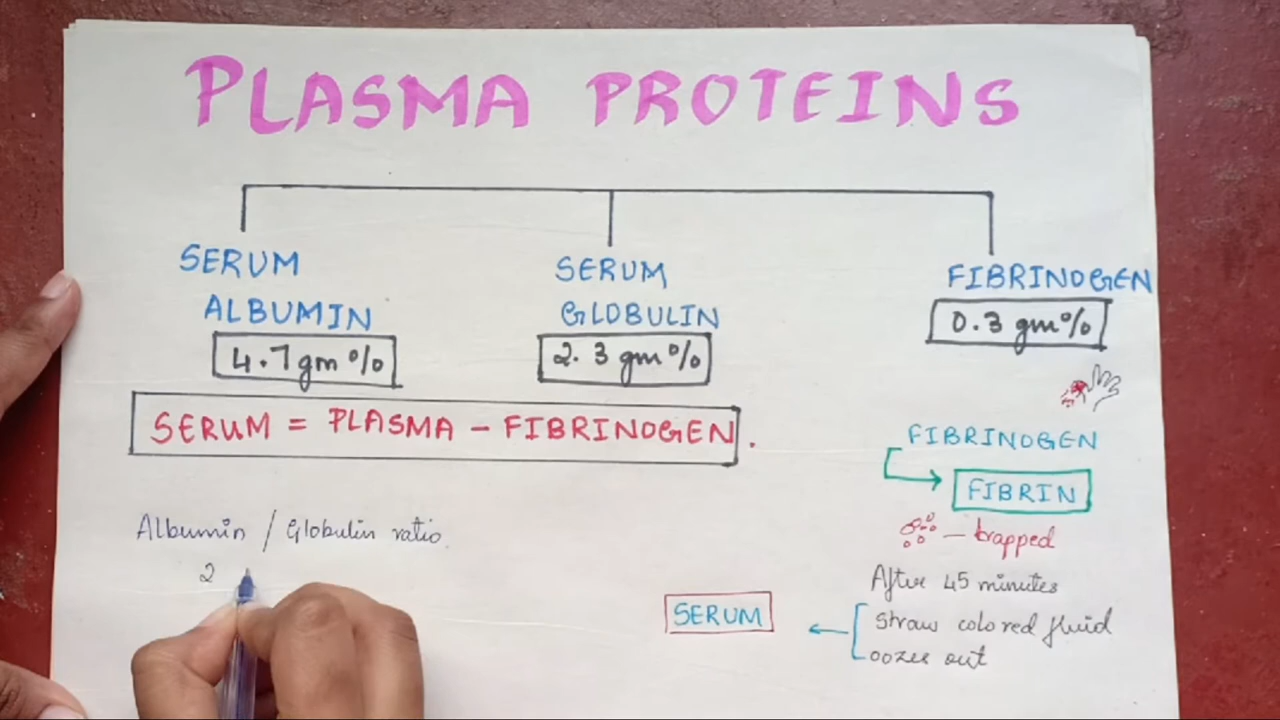 PLASMA PROTEINS
SERUM
ALBUMIN
4.7 gm%
SERUM
GLOBULIN
2.3 gm%
FIBRINOGEN
0.3 gm%
SERUM = PLASMA - FIBRINOGEN.
FIBRINOGEN
FIBRIN
— trapped
After 45 minutes
straw colored fluid
oozes out
SERUM
Albumin / Globulin ratio.
2